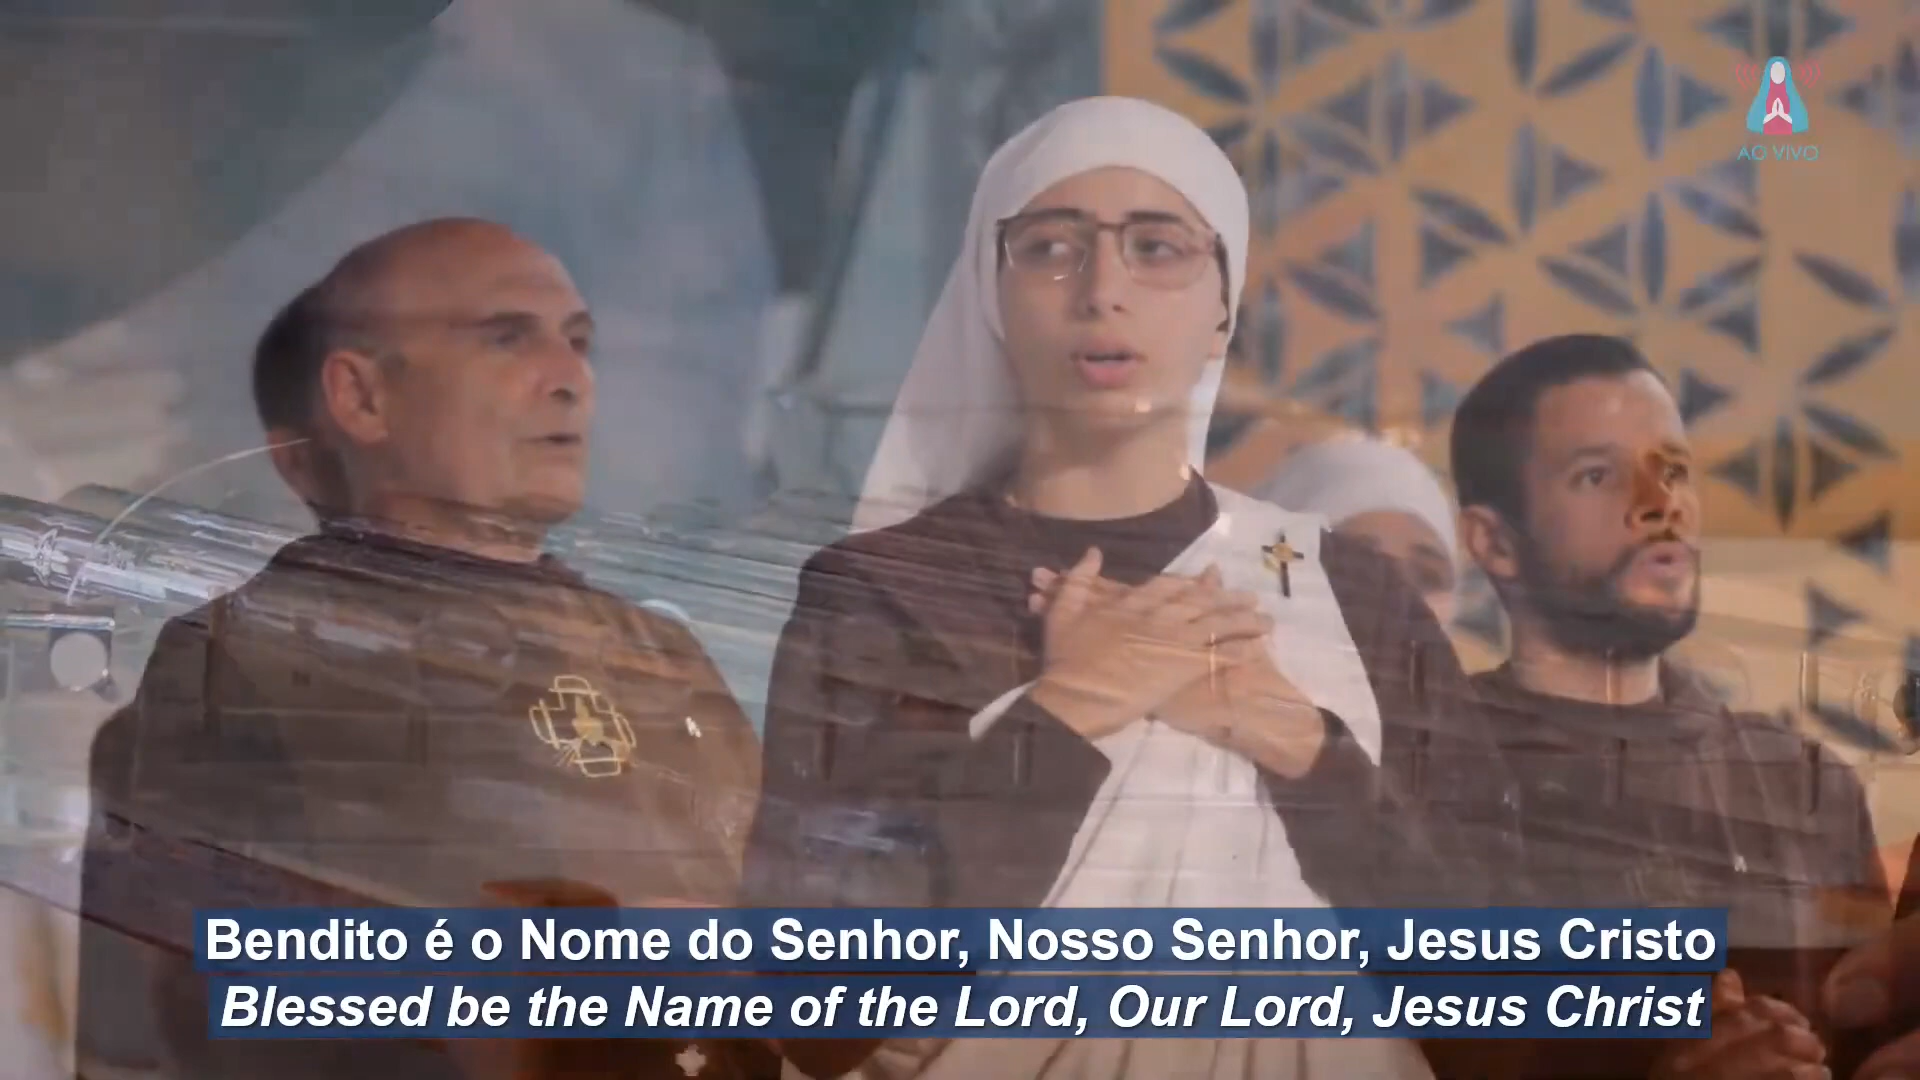 AO VIVO
Bendito é o Nome do Senhor, Nosso Senhor, Jesus Cristo
Blessed be the Name of the Lord, Our Lord, Jesus Christ